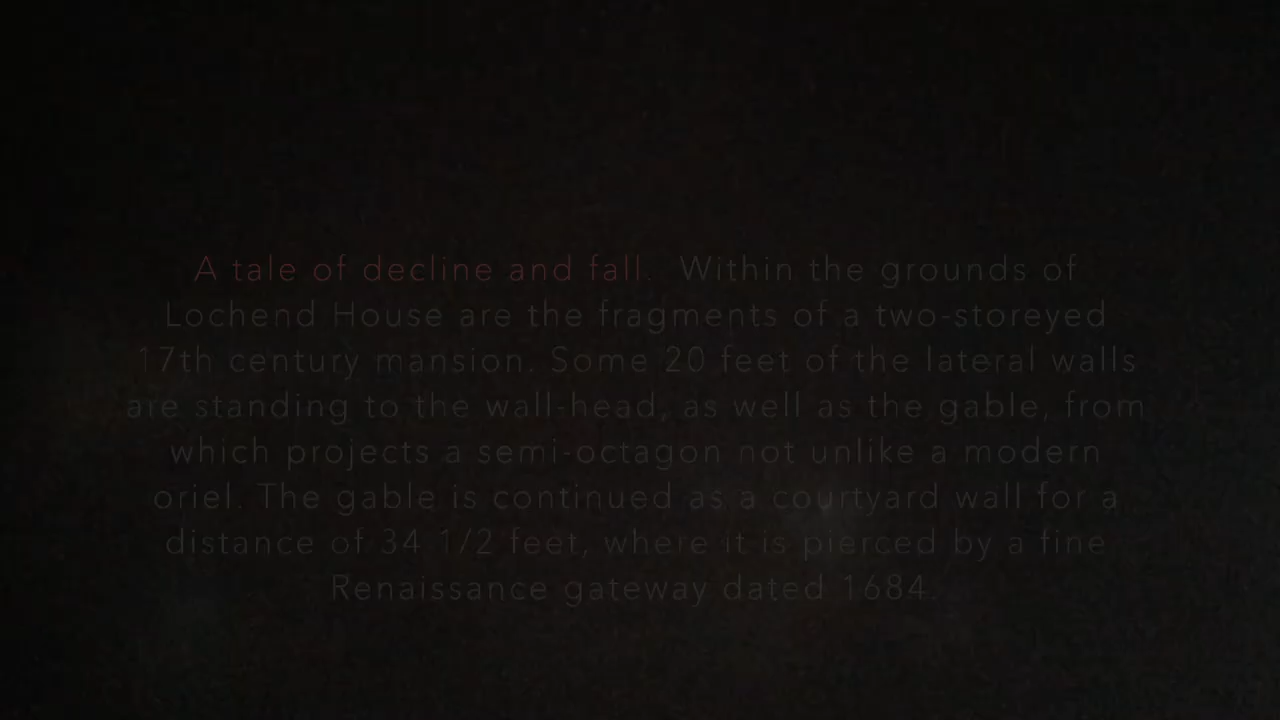 A tale of decline and fall. Within the grounds of
Lochend House are the fragments of a two-storeyed
17th century mansion. Some 20 feet of the lateral walls
are standing to the wall-head, as well as the gable, from
which projects a semi-octagon not unlike a modern
oriel. The gable is continued as a courtyard wall for a
distance of 34 1/2 feet, where it is pierced by a fine
Renaissance gateway dated 1684.